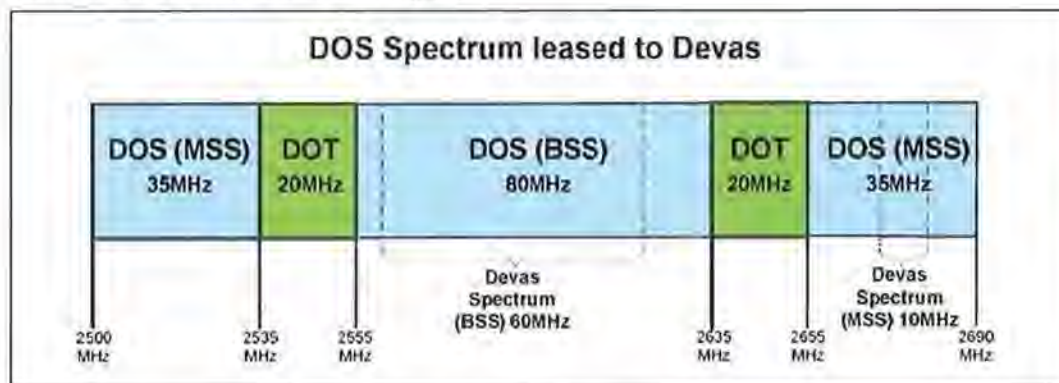 DOS Spectrum leased to Devas
DOS (MSS)
35MHz
DOT
20MHz
DOS (BSS)
80MHz
DOT
20MHz
DOS (MSS)
35MHz
Devas
Spectrum
(BSS) 60MHz
Devas
Spectrum
(MSS) 10MHz
2500
MHz
2535
MHz
2555
MHz
2635
MHz
2655
MHz
2690
MHz